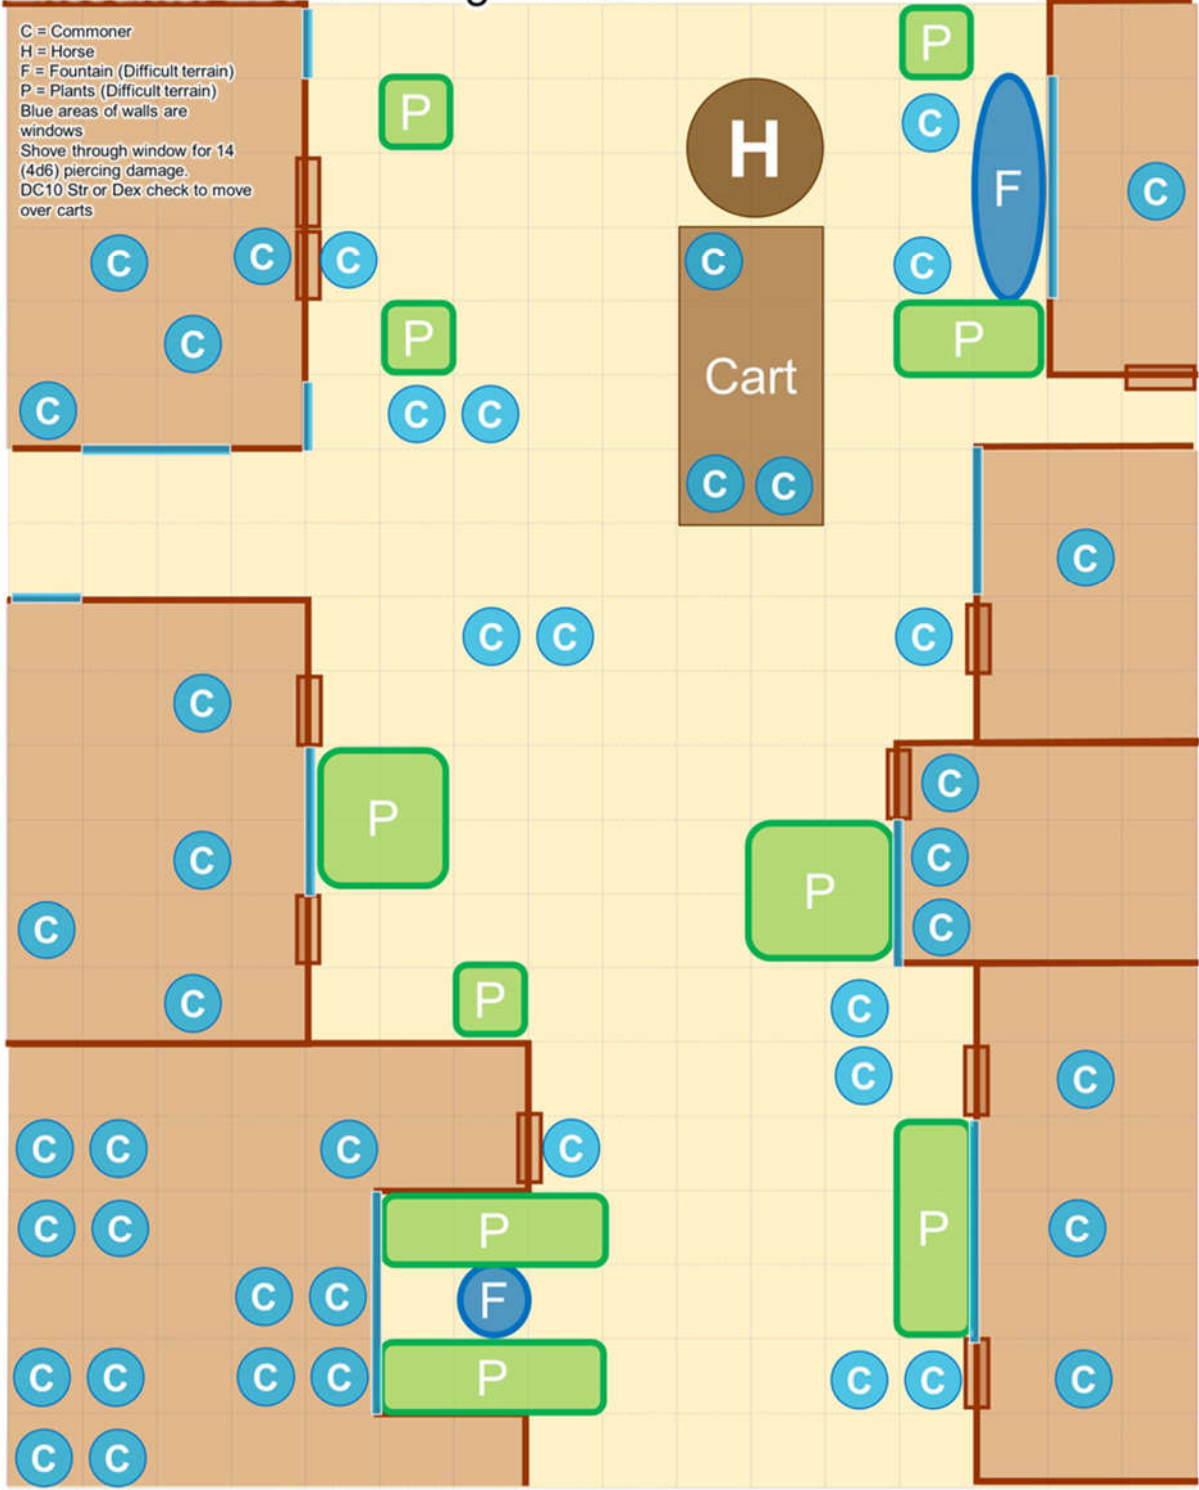 C = Commoner
H = Horse
F = Fountain (Difficult terrain)
P = Plants (Difficult terrain)
Blue areas of walls are
windows
Shove through window for 14
(4d6) piercing damage.
DC10 Str or Dex check to move
over carts
P
P C
H
F C
C C C C C
C P P
Cart
C C C
C C
C
C C C
C
C
P
C C
P
C C
C P C
C C
C C C C
C C P P C
C C F
C C C C P C C C
C C